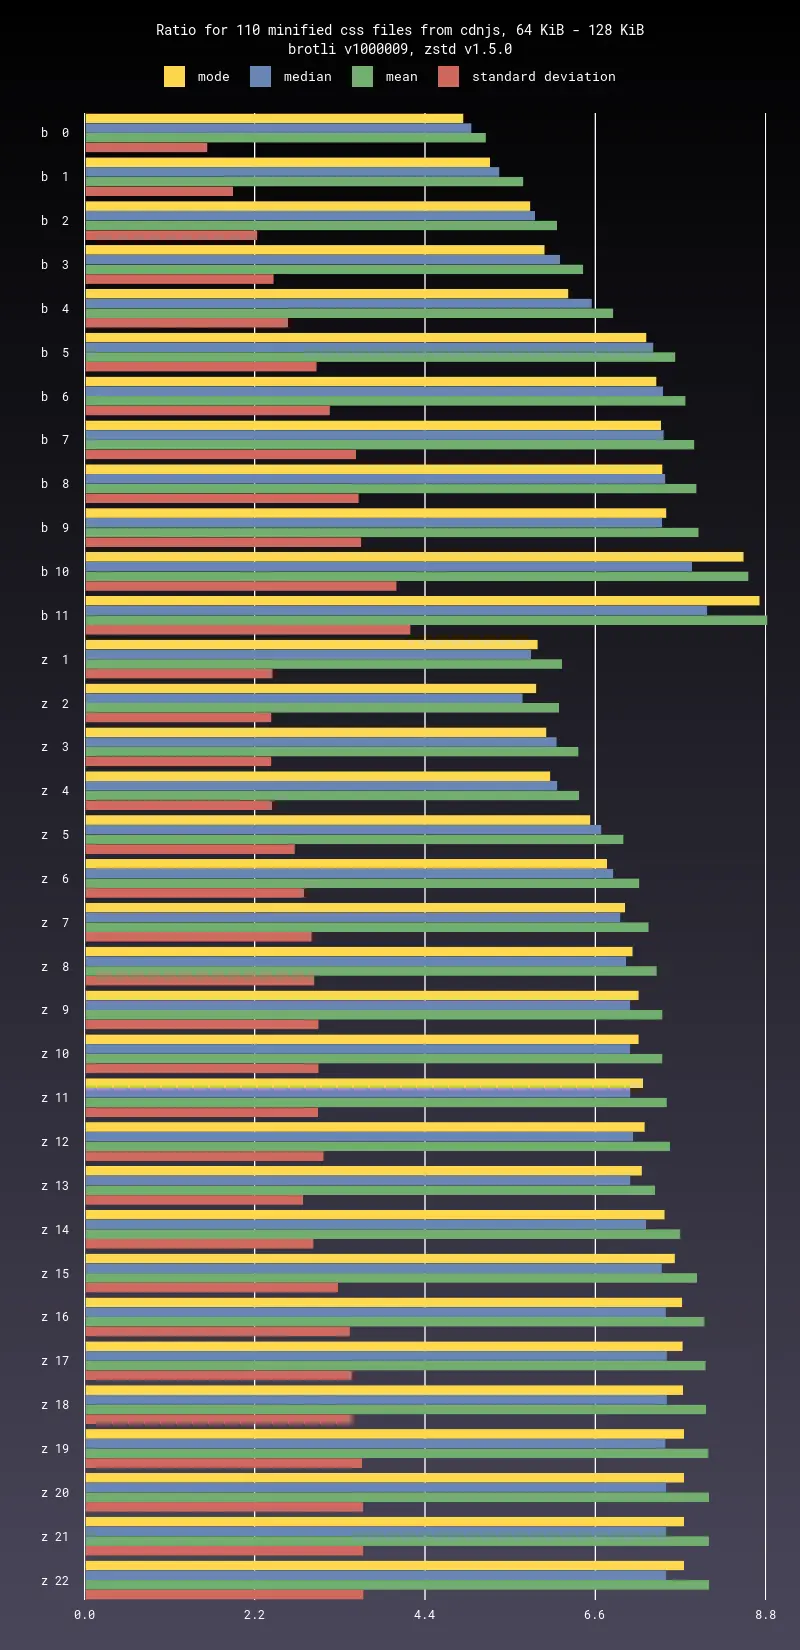 Ratio for 110 minified css files from cdnjs, 64 KiB - 128 KiB
brotli v1000009, zstd v1.5.0
mode median mean standard deviation
b 0
b 1
b 2
b 3
b 4
b 5
b 6
b 7
b 8
b 9
b 10
b 11
z 1
z 2
z 3
z 4
z 5
z 6
z 7
z 8
z 9
z 10
z 11
z 12
z 13
z 14
z 15
z 16
z 17
z 18
z 19
z 20
z 21
z 22
0.0 2.2 4.4 6.6 8.8